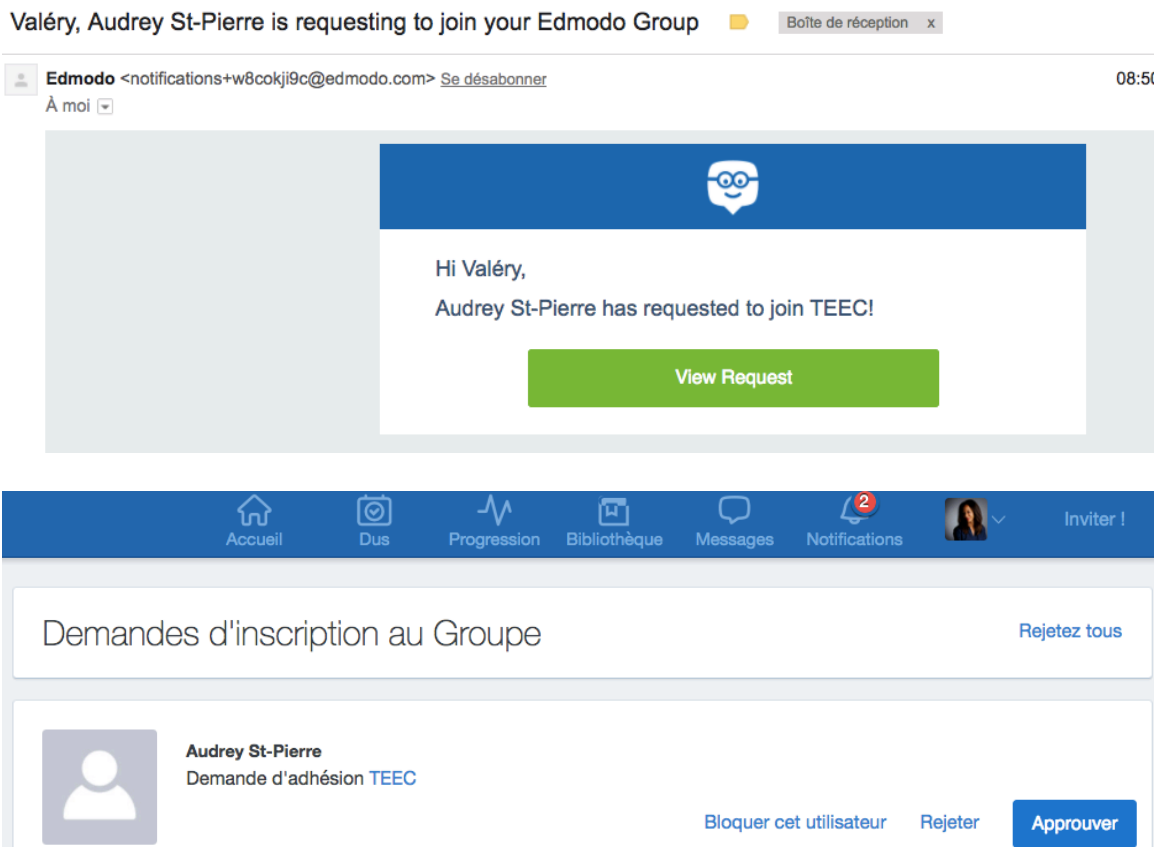 Valéry, Audrey St-Pierre is requesting to join your Edmodo Group Boîte de réception x
Edmodo <notifications+w8cokji9c@edmodo.com> Se désabonner 08:50
À moi
Hi Valéry,
Audrey St-Pierre has requested to join TEEC!
View Request
2
Accueil Dus Progression Bibliothèque Messages Notifications Inviter !
Demandes d'inscription au Groupe Rejetez tous
Audrey St-Pierre
Demande d'adhésion TEEC
Bloquer cet utilisateur Rejeter Approuver